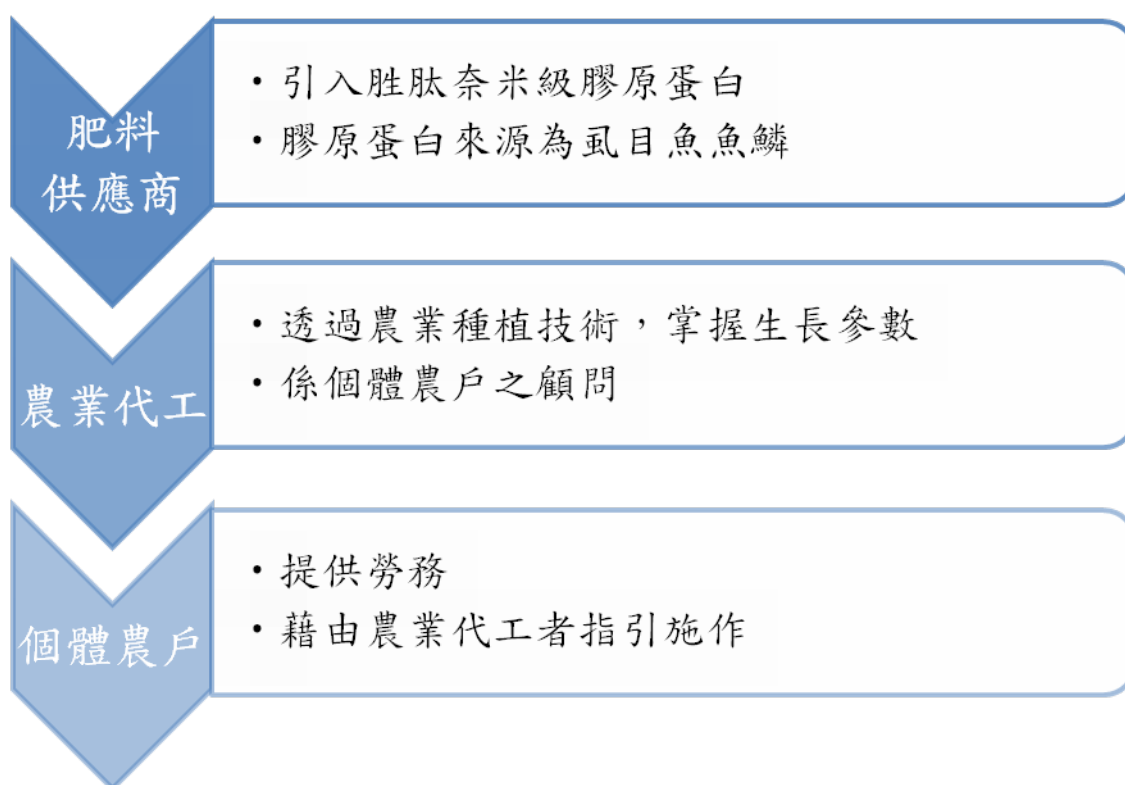 肥料
供應商
• 引入胜肽奈米級膠原蛋白
• 膠原蛋白來源為虱目魚魚鱗
農業代工
• 透過農業種植技術，掌握生長參數
• 係個體農戶之顧問
個體農戶
• 提供勞務
• 藉由農業代工者指引施作